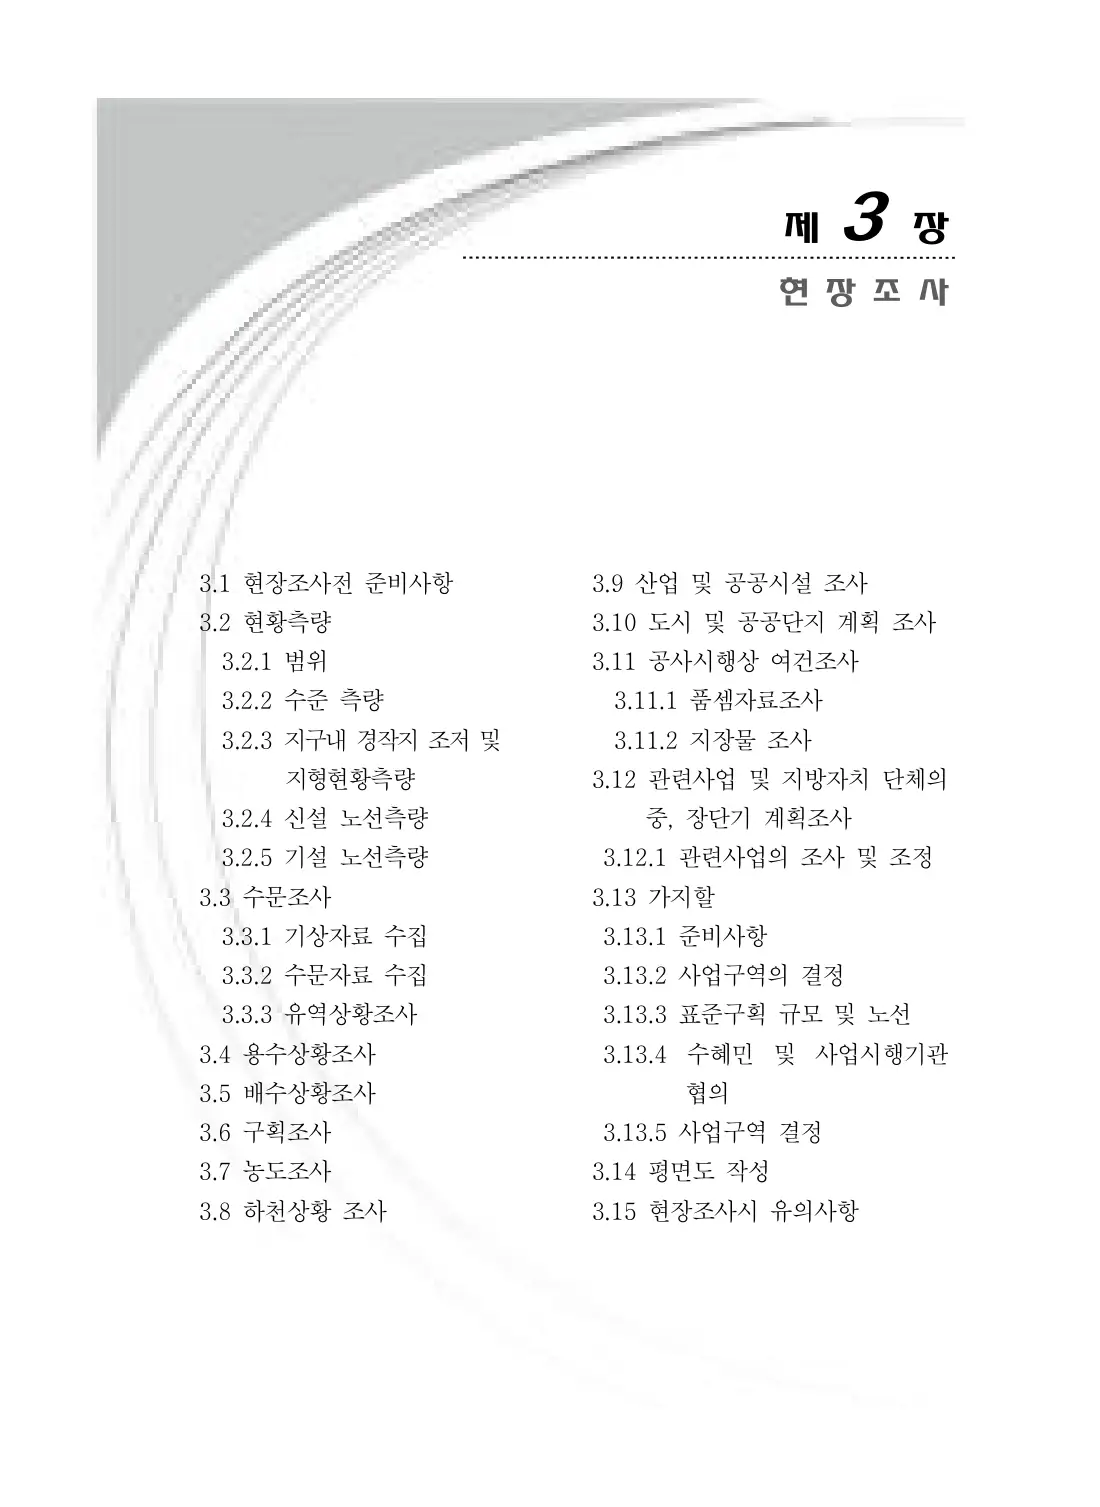 제 3 장
현 장 조 사
3.1 현장조사전 준비사항
3.2 현황측량
3.2.1 범위
3.2.2 수준 측량
3.2.3 지구내 경작지 조저 및
지형현황측량
3.2.4 신설 노선측량
3.2.5 기설 노선측량
3.3 수문조사
3.3.1 기상자료 수집
3.3.2 수문자료 수집
3.3.3 유역상황조사
3.4 용수상황조사
3.5 배수상황조사
3.6 구획조사
3.7 농도조사
3.8 하천상황 조사
3.9 산업 및 공공시설 조사
3.10 도시 및 공공단지 계획 조사
3.11 공사시행상 여건조사
3.11.1 품셈자료조사
3.11.2 지장물 조사
3.12 관련사업 및 지방자치 단체의
중, 장단기 계획조사
3.12.1 관련사업의 조사 및 조정
3.13 가지할
3.13.1 준비사항
3.13.2 사업구역의 결정
3.13.3 표준구획 규모 및 노선
3.13.4 수혜민 및 사업시행기관
협의
3.13.5 사업구역 결정
3.14 평면도 작성
3.15 현장조사시 유의사항